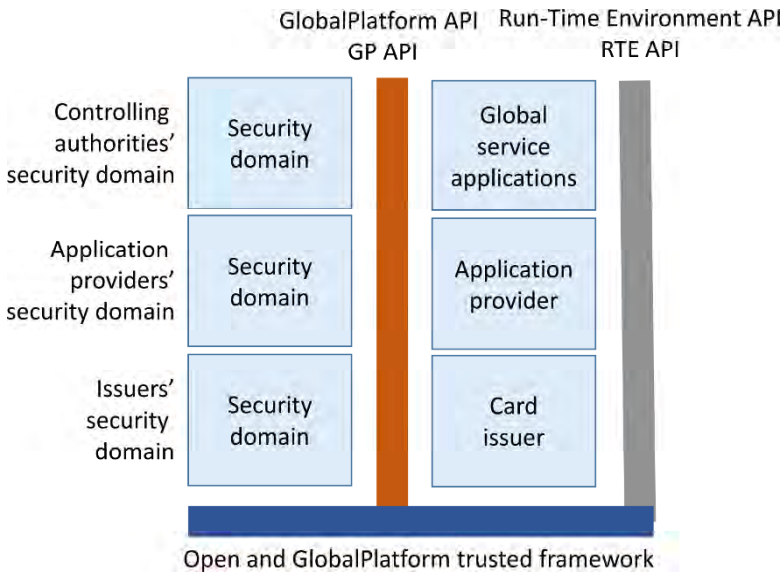 GlobalPlatform API
GP API
Run-Time Environment API
RTE API
Controlling
authorities’
security domain
Security
domain
Global
service
applications
Application
providers’
security domain
Security
domain
Application
provider
Issuers’
security
domain
Security
domain
Card
issuer
Open and GlobalPlatform trusted framework